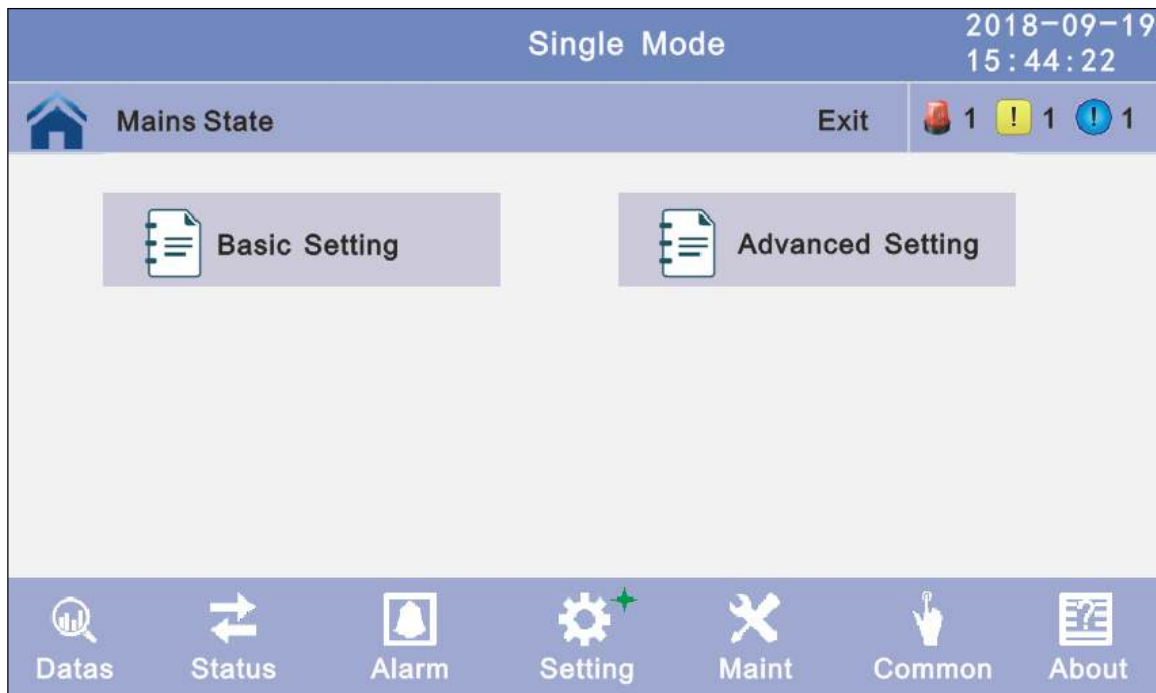 Single Mode
2018-09-19
15:44:22
Mains State
Exit
1
! 1
! 1
Basic Setting
Advanced Setting
Datas
Status
Alarm
Setting
Maint
Common
?
About